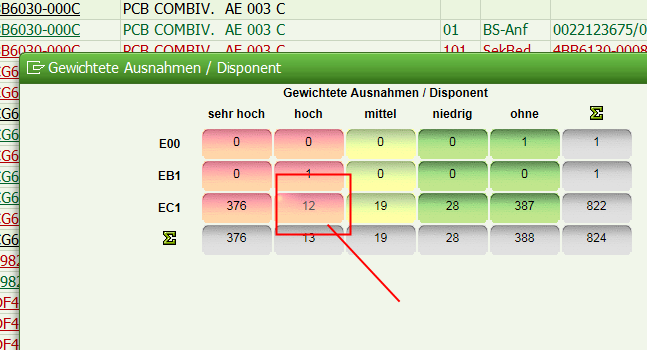 B6030-000C PCB COMBIV. AE 003 C
BB6030-000C PCB COMBIV. AE 003 C 01 BS-Anf 0022123675/0
PCB COMBIV. AE 003 C 101 SekBed 4BB6130-0008
Gewichtete Ausnahmen / Disponent
Gewichtete Ausnahmen / Disponent
sehr hoch hoch mittel niedrig ohne Σ
E00 0 0 0 0 1 1
EB1 0 1 0 0 0 1
EC1 376 12 19 28 387 822
Σ 376 13 19 28 388 824